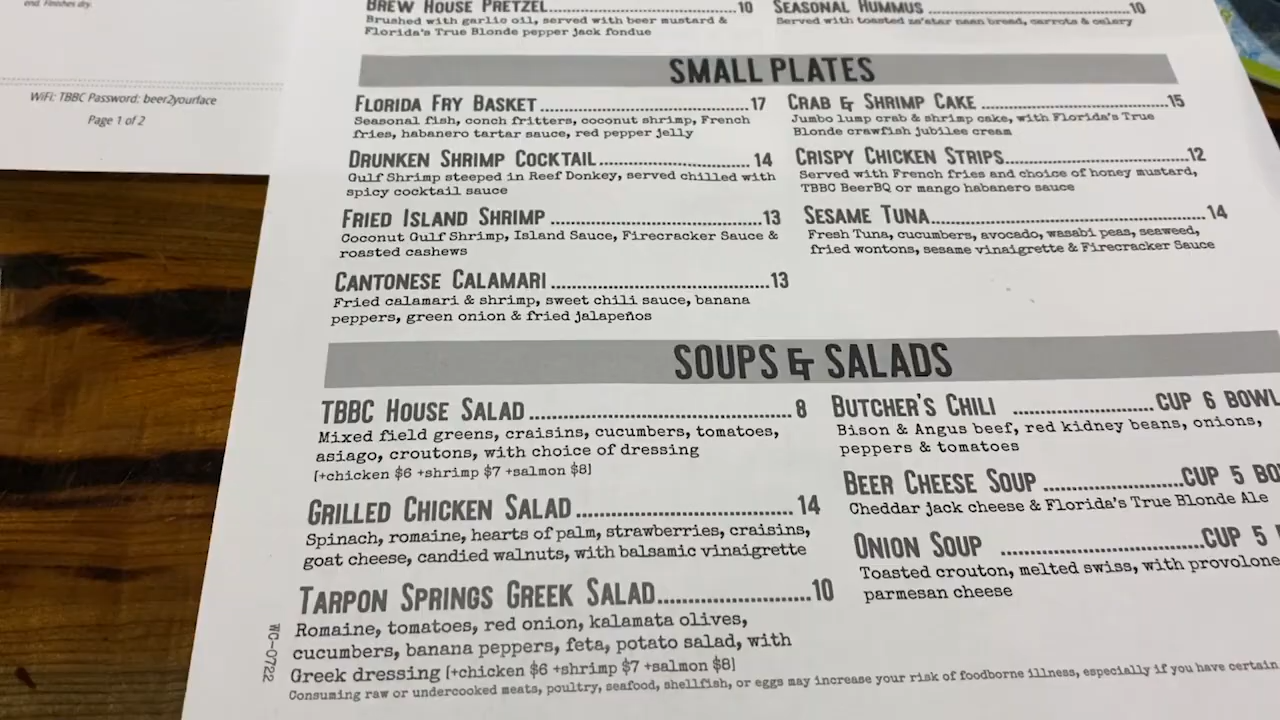 end. Finishes dry.
WiFi: TBBC Password: beer2yourface
Page 1 of 2
BREW HOUSE PRETZEL...10
Brushed with garlic oil, served with beer mustard &
Florida's True Blonde pepper jack fondue
SEASONAL HUMMUS...10
Served with toasted za'atar naan bread, carrots & celery
SMALL PLATES
FLORIDA FRY BASKET...17
Seasonal fish, conch fritters, coconut shrimp, French
fries, habanero tartar sauce, red pepper jelly
DRUNKEN SHRIMP COCKTAIL...14
Gulf Shrimp steeped in Reef Donkey, served chilled with
spicy cocktail sauce
FRIED ISLAND SHRIMP...13
Coconut Gulf Shrimp, Island Sauce, Firecracker Sauce &
roasted cashews
CANTONESE CALAMARI...13
Fried calamari & shrimp, sweet chili sauce, banana
peppers, green onion & fried jalapeños
CRAB & SHRIMP CAKE...15
Jumbo lump crab & shrimp cake, with Florida's True
Blonde crawfish jubilee cream
CRISPY CHICKEN STRIPS...12
Served with French fries and choice of honey mustard,
TBBC BeerBQ or mango habanero sauce
SESAME TUNA...14
Fresh Tuna, cucumbers, avocado, wasabi peas, seaweed,
fried wontons, sesame vinaigrette & Firecracker Sauce
SOUPS & SALADS
TBBC HOUSE SALAD...8
Mixed field greens, craisins, cucumbers, tomatoes,
asiago, croutons, with choice of dressing
[+chicken $6 +shrimp $7 +salmon $8]
GRILLED CHICKEN SALAD...14
Spinach, romaine, hearts of palm, strawberries, craisins,
goat cheese, candied walnuts, with balsamic vinaigrette
TARPON SPRINGS GREEK SALAD...10
Romaine, tomatoes, red onion, kalamata olives,
cucumbers, banana peppers, feta, potato salad, with
Greek dressing [+chicken $6 +shrimp $7 +salmon $8]
BUTCHER'S CHILI ...CUP 6 BOWL
Bison & Angus beef, red kidney beans, onions,
peppers & tomatoes
BEER CHEESE SOUP ...CUP 5 BO
Cheddar jack cheese & Florida's True Blonde Ale
ONION SOUP ...CUP 5
Toasted crouton, melted swiss, with provolone
parmesan cheese
WC-0722
Consuming raw or undercooked meats, poultry, seafood, shellfish, or eggs may increase your risk of foodborne illness, especially if you have certain